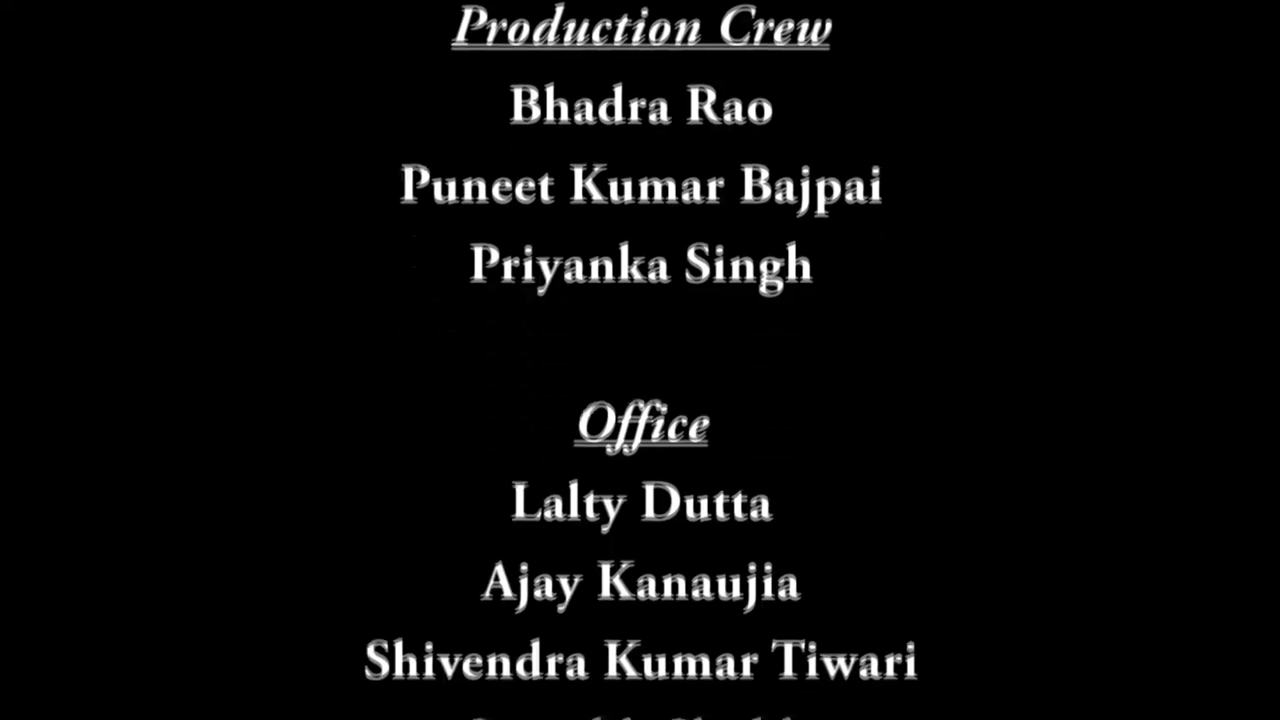 Production Crew
Bhadra Rao
Puneet Kumar Bajpai
Priyanka Singh
Office
Lalty Dutta
Ajay Kanaujia
Shivendra Kumar Tiwari